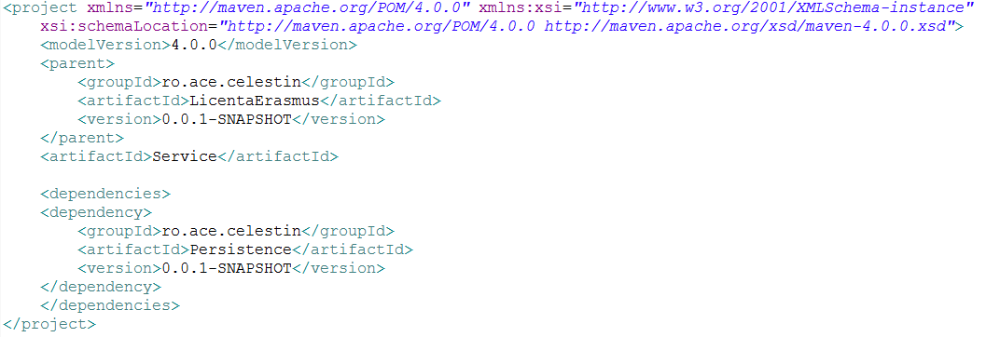 <project xmlns="http://maven.apache.org/POM/4.0.0" xmlns:xsi="http://www.w3.org/2001/XMLSchema-instance"
    xsi:schemaLocation="http://maven.apache.org/POM/4.0.0 http://maven.apache.org/xsd/maven-4.0.0.xsd">
    <modelVersion>4.0.0</modelVersion>
    <parent>
        <groupId>ro.ace.celestin</groupId>
        <artifactId>LicentaErasmus</artifactId>
        <version>0.0.1-SNAPSHOT</version>
    </parent>
    <artifactId>Service</artifactId>

    <dependencies>
    <dependency>
        <groupId>ro.ace.celestin</groupId>
        <artifactId>Persistence</artifactId>
        <version>0.0.1-SNAPSHOT</version>
    </dependency>
    </dependencies>
</project>